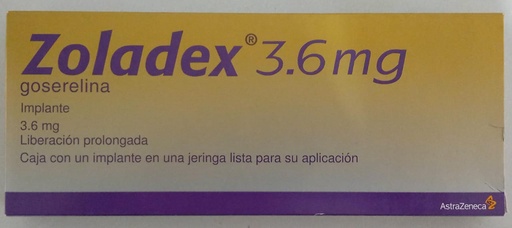 Zoladex® 3.6mg
goserelina
Implante
3.6 mg
Liberación prolongada
Caja con un implante en una jeringa lista para su aplicación
AstraZeneca